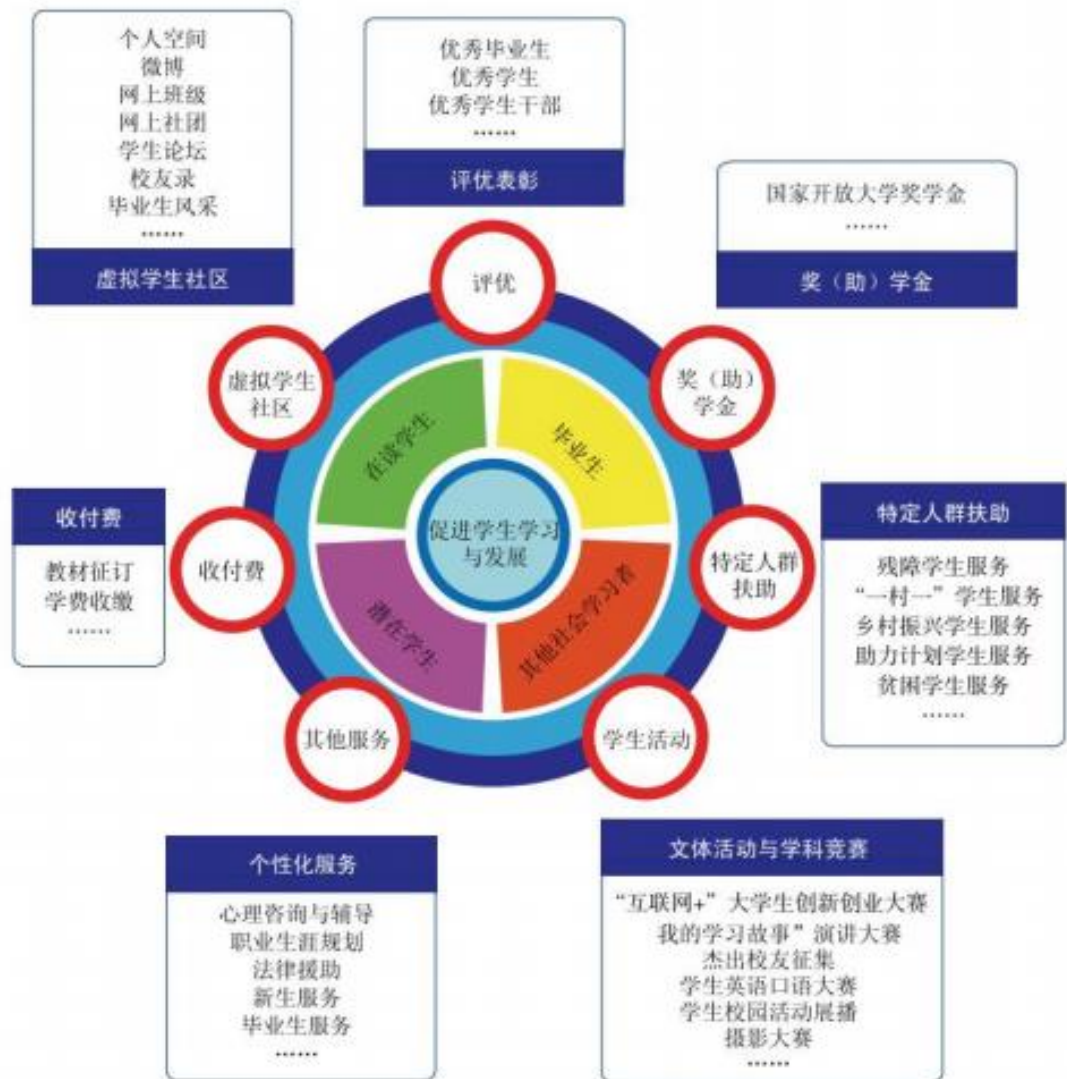 个人空间
微博
网上班级
网上社团
学生论坛
校友录
毕业生风采
······
虚拟学生社区
优秀毕业生
优秀学生
优秀学生干部
······
评优表彰
国家开放大学奖学金
······
奖（助）学金
评优
虚拟学生
社区
奖（助）
学金
在读学生
毕业生
促进学生学习
与发展
潜在学生
其他社会学习者
收付费
特定人群
扶助
其他服务
学生活动
收付费
教材征订
学费收缴
······
特定人群扶助
残障学生服务
“一村一”学生服务
乡村振兴学生服务
助力计划学生服务
贫困学生服务
······
个性化服务
心理咨询与辅导
职业生涯规划
法律援助
新生服务
毕业生服务
······
文体活动与学科竞赛
“互联网+”大学生创新创业大赛
我的学习故事”演讲大赛
杰出校友征集
学生英语口语大赛
学生校园活动展播
摄影大赛
······